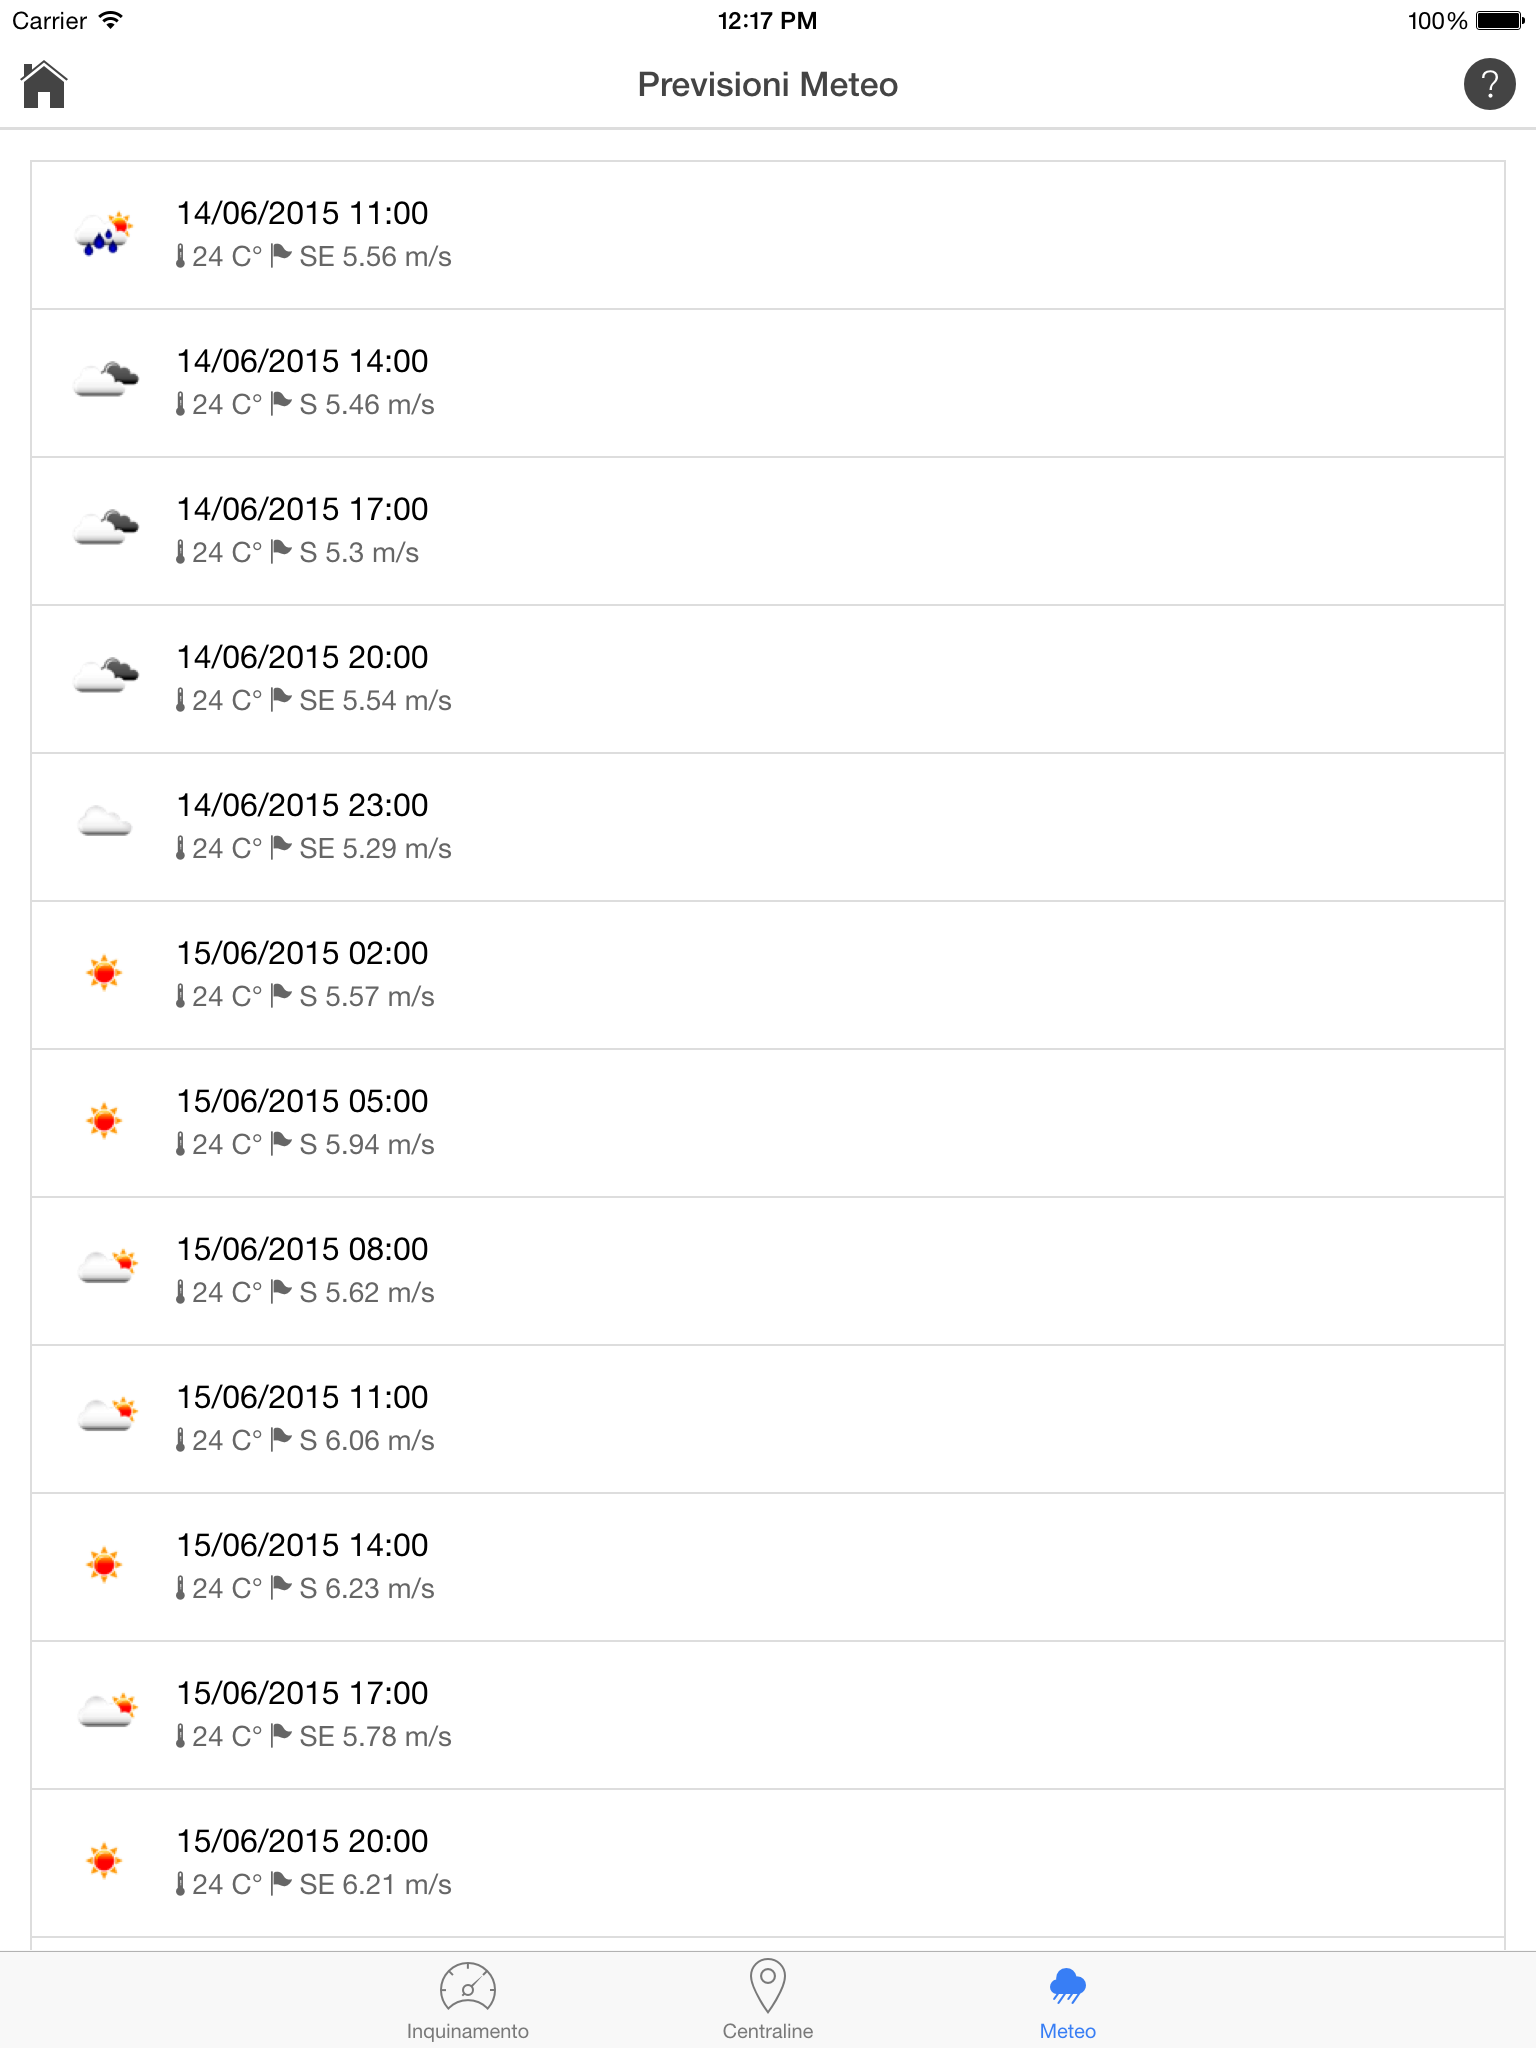 Carrier 12:17 PM 100%
Previsioni Meteo ?
14/06/2015 11:00
24 C° SE 5.56 m/s
14/06/2015 14:00
24 C° S 5.46 m/s
14/06/2015 17:00
24 C° S 5.3 m/s
14/06/2015 20:00
24 C° SE 5.54 m/s
14/06/2015 23:00
24 C° SE 5.29 m/s
15/06/2015 02:00
24 C° S 5.57 m/s
15/06/2015 05:00
24 C° S 5.94 m/s
15/06/2015 08:00
24 C° S 5.62 m/s
15/06/2015 11:00
24 C° S 6.06 m/s
15/06/2015 14:00
24 C° S 6.23 m/s
15/06/2015 17:00
24 C° SE 5.78 m/s
15/06/2015 20:00
24 C° SE 6.21 m/s
Inquinamento Centraline Meteo